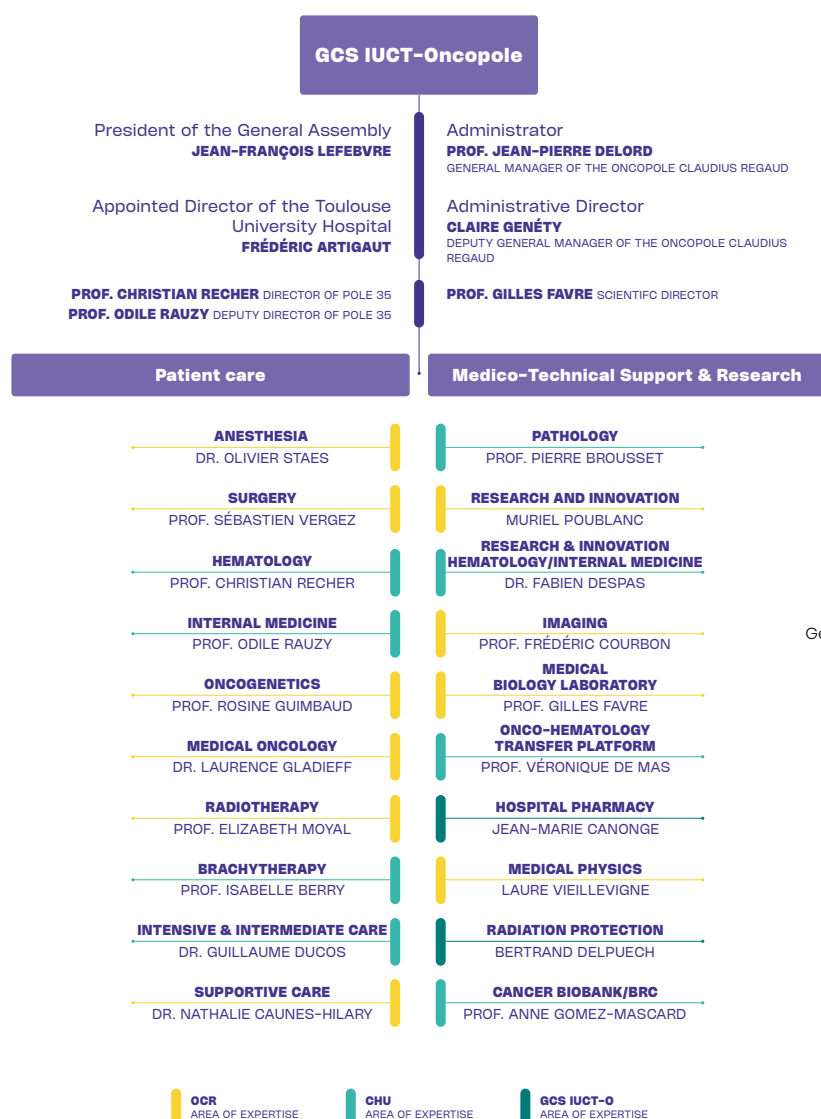 GCS IUCT-Oncopole
President of the General Assembly
JEAN-FRANÇOIS LEFEBVRE
Appointed Director of the Toulouse
University Hospital
FRÉDÉRIC ARTIGAUT
PROF. CHRISTIAN RECHER DIRECTOR OF POLE 35
PROF. ODILE RAUZY DEPUTY DIRECTOR OF POLE 35
Administrator
PROF. JEAN-PIERRE DELORD
GENERAL MANAGER OF THE ONCOPOLE CLAUDIUS REGAUD
Administrative Director
CLAIRE GENÉTY
DEPUTY GENERAL MANAGER OF THE ONCOPOLE CLAUDIUS
REGAUD
PROF. GILLES FAVRE SCIENTIFC DIRECTOR
Patient care
ANESTHESIA
DR. OLIVIER STAES
SURGERY
PROF. SÉBASTIEN VERGEZ
HEMATOLOGY
PROF. CHRISTIAN RECHER
INTERNAL MEDICINE
PROF. ODILE RAUZY
ONCOGENETICS
PROF. ROSINE GUIMBAUD
MEDICAL ONCOLOGY
DR. LAURENCE GLADIEFF
RADIOTHERAPY
PROF. ELIZABETH MOYAL
BRACHYTHERAPY
PROF. ISABELLE BERRY
INTENSIVE & INTERMEDIATE CARE
DR. GUILLAUME DUCOS
SUPPORTIVE CARE
DR. NATHALIE CAUNES-HILARY
Medico-Technical Support & Research
PATHOLOGY
PROF. PIERRE BROUSSET
RESEARCH AND INNOVATION
MURIEL POUBLANC
RESEARCH & INNOVATION
HEMATOLOGY/INTERNAL MEDICINE
DR. FABIEN DESPAS
IMAGING
PROF. FRÉDÉRIC COURBON
MEDICAL
BIOLOGY LABORATORY
PROF. GILLES FAVRE
ONCO-HEMATOLOGY
TRANSFER PLATFORM
PROF. VÉRONIQUE DE MAS
HOSPITAL PHARMACY
JEAN-MARIE CANONGE
MEDICAL PHYSICS
LAURE VIEILLEVIGNE
RADIATION PROTECTION
BERTRAND DELPUECH
CANCER BIOBANK/BRC
PROF. ANNE GOMEZ-MASCARD
OCR
AREA OF EXPERTISE
CHU
AREA OF EXPERTISE
GCS IUCT-O
AREA OF EXPERTISE